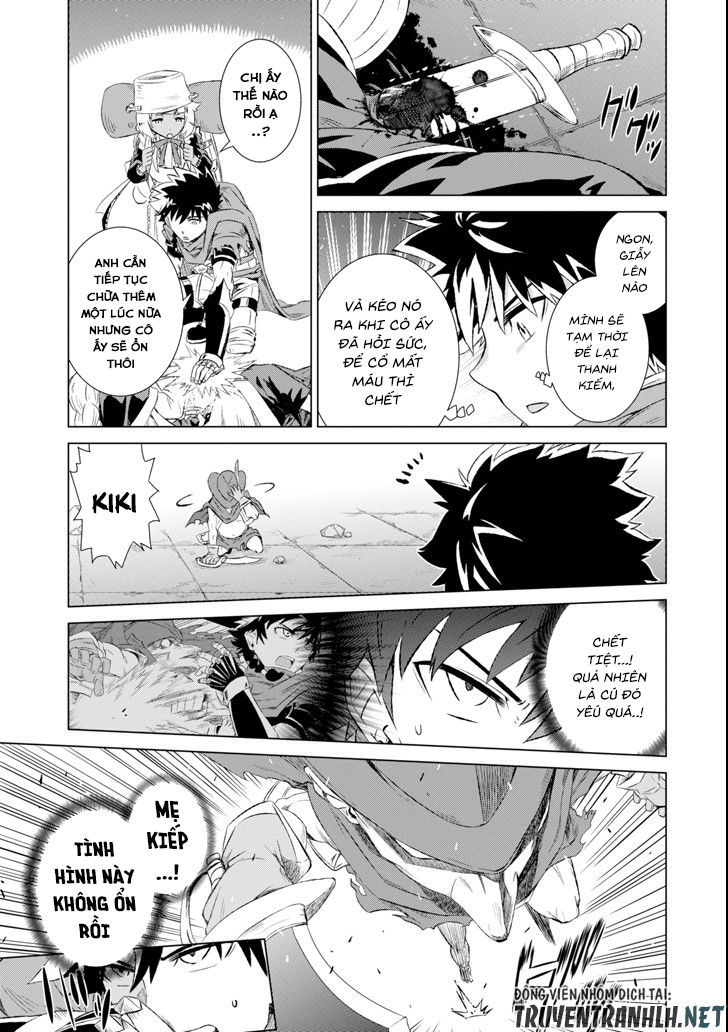 NGON,
GIẪY
LÊN
NÀO
MÌNH SẼ
TẠM THỜI
ĐỂ LẠI
THANH
KIẾM,
VÀ KÉO NÓ
RA KHI CÔ ẤY
ĐÃ HỒI SỨC,
ĐỂ CỔ MẤT
MÁU THÌ
CHẾT
CHỊ ẤY
THẾ NÀO
RỒI Ạ
..?
ANH CẦN
TIẾP TỤC
CHỮA THÊM
MỘT LÚC NỮA
NHƯNG CÔ
ẤY SẼ ỔN
THÔI
KIKI
CHẾT
TIỆT...!
QUẢ NHIÊN
LÀ CÚ ĐÓ
YẾU QUÁ..!
MẸ
KIẾP
...!
TÌNH
HÌNH NÀY
KHÔNG ỔN
RỒI
ĐỘNG VIÊN NHÓM DỊCH TẠI:
TRUYENTRANHLH.NET